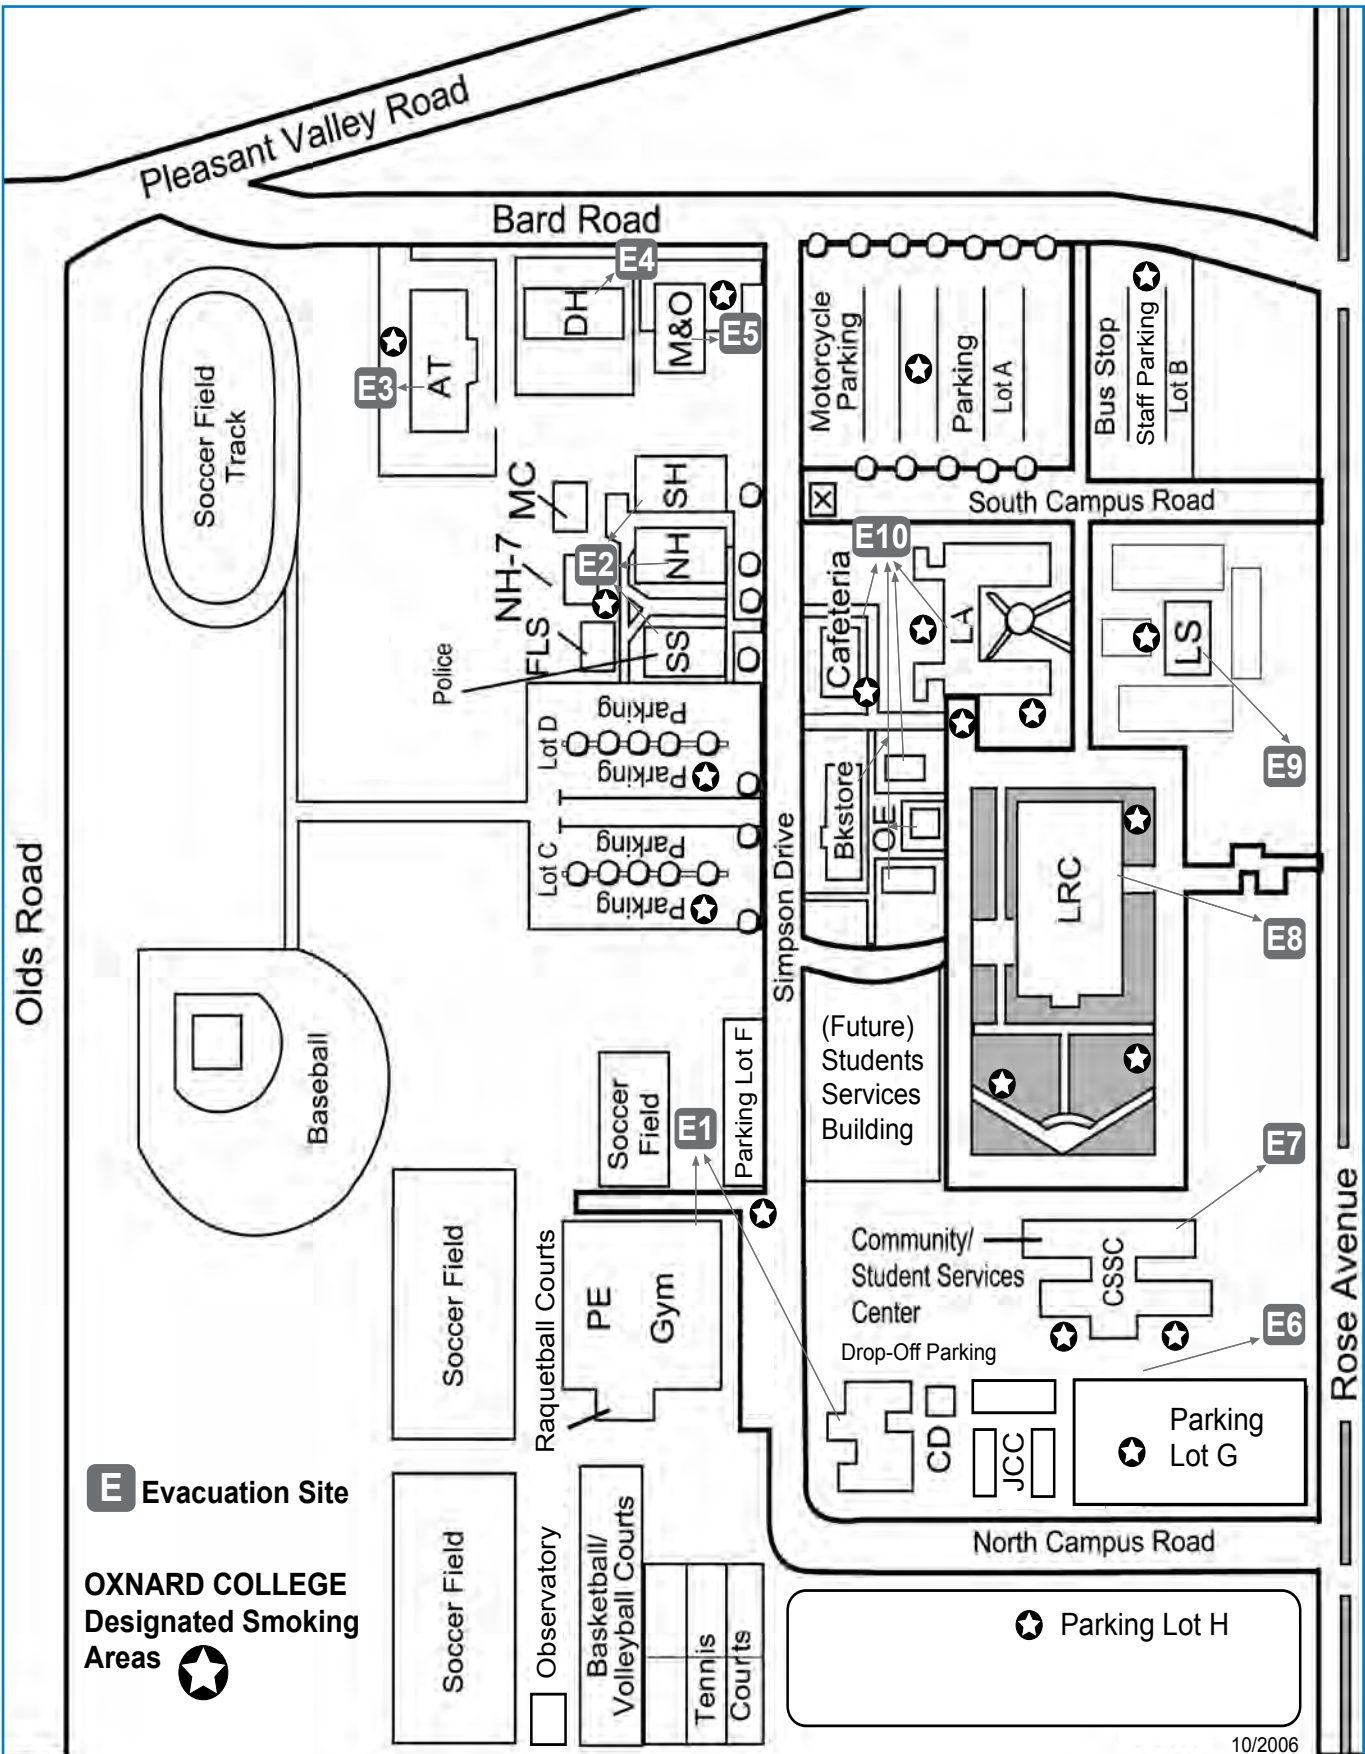 Pleasant Valley Road
Bard Road
E4
DH
M&O
E5
E3
AT
Soccer Field
Track
Motorcycle
Parking
Parking
Lot A
Bus Stop
Staff Parking
Lot B
South Campus Road
X
MC
SH
NH-7
E2
NH
FLS
SS
Police
E10
Cafeteria
LA
LS
E9
Lot D
Parking
Parking
Lot C
Parking
Parking
Bkstore
OE
LRC
E8
Simpson Drive
Olds Road
Baseball
Soccer
Field
Parking Lot F
E1
(Future)
Students
Services
Building
E7
Rose Avenue
Community/
Student Services
Center
CSSC
E6
Drop-Off Parking
Soccer Field
Raquetball Courts
PE
Gym
CD
JCC
Parking
Lot G
North Campus Road
E Evacuation Site
OXNARD COLLEGE
Designated Smoking
Areas
Soccer Field
Observatory
Basketball/
Volleyball Courts
Tennis
Courts
Parking Lot H
10/2006